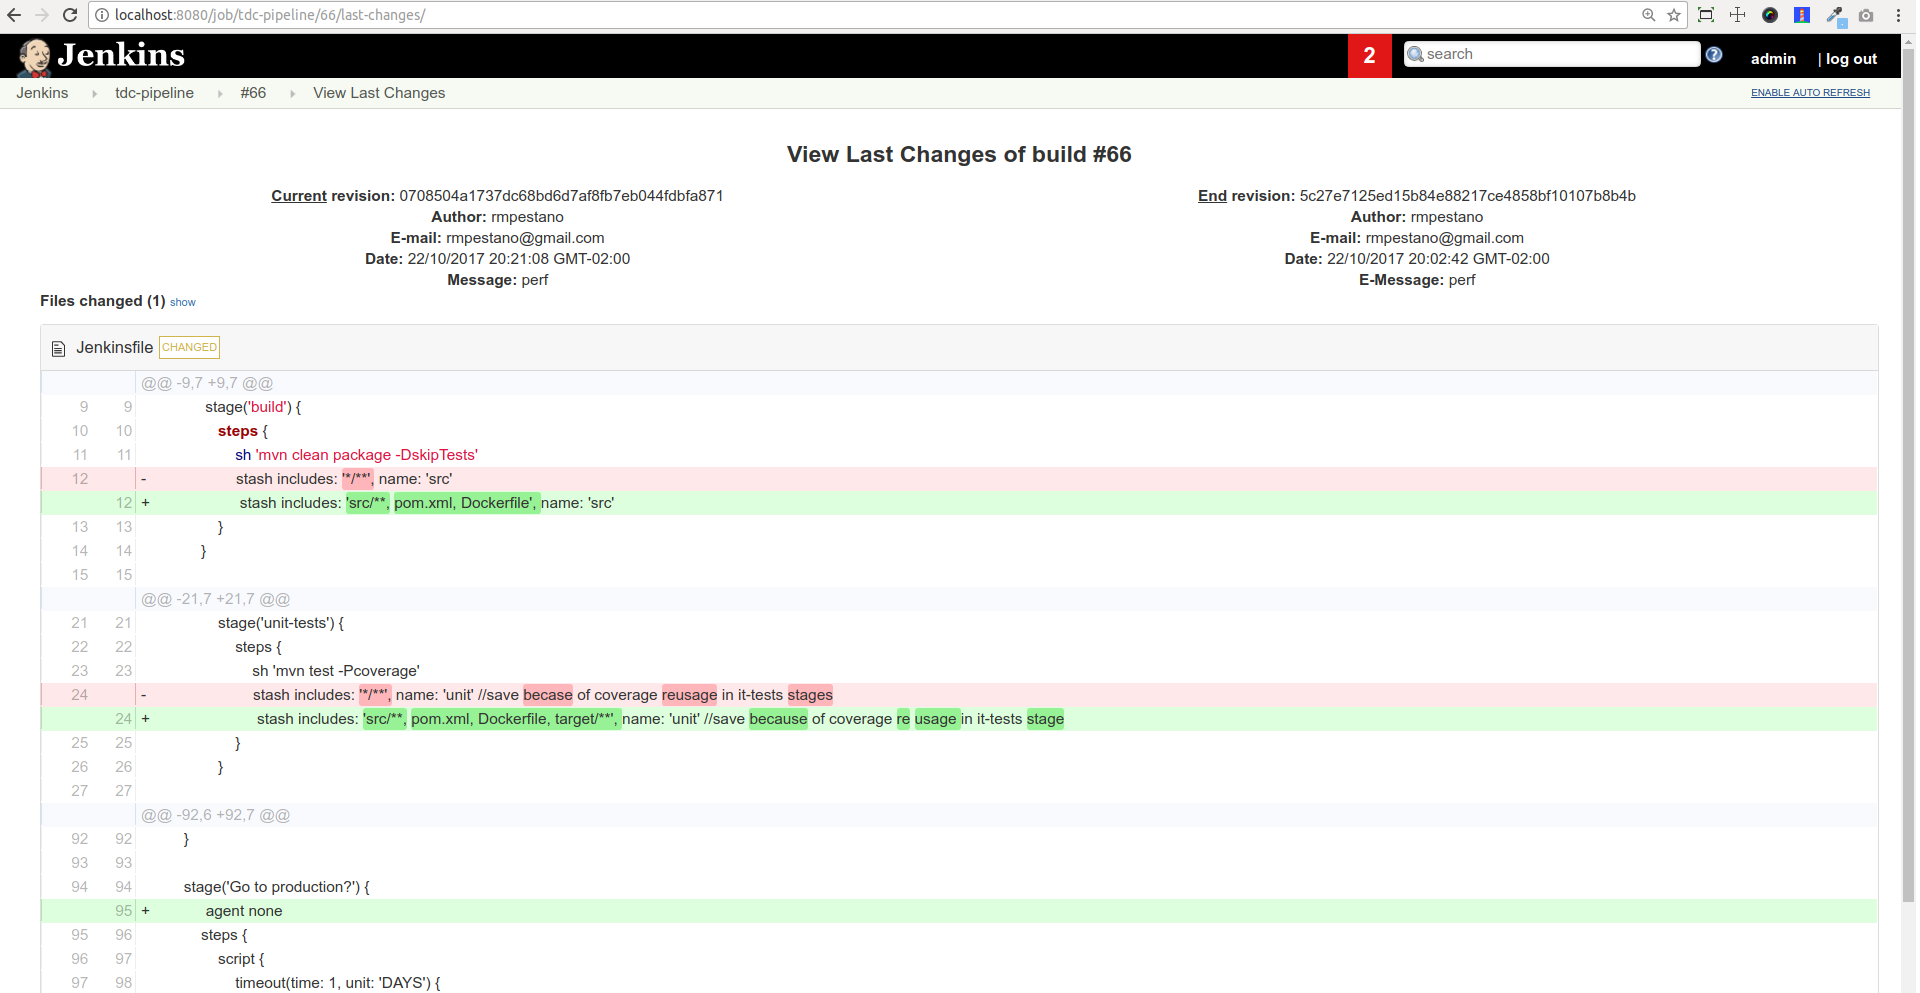 localhost:8080/job/tdc-pipeline/66/last-changes/
Jenkins
2
search
?
admin
| log out
Jenkins
tdc-pipeline
#66
View Last Changes
ENABLE AUTO REFRESH
View Last Changes of build #66
Current revision: 0708504a1737dc68bd6d7af8fb7eb044fdbfa871
Author: rmpestano
E-mail: rmpestano@gmail.com
Date: 22/10/2017 20:21:08 GMT-02:00
Message: perf
End revision: 5c27e7125ed15b84e88217ce4858bf10107b8b4b
Author: rmpestano
E-mail: rmpestano@gmail.com
Date: 22/10/2017 20:02:42 GMT-02:00
E-Message: perf
Files changed (1) show
Jenkinsfile CHANGED
@@ -9,7 +9,7 @@
9 9 stage('build') {
10 10 steps {
11 11 sh 'mvn clean package -DskipTests'
12 - stash includes: '*/**', name: 'src'
12 + stash includes: 'src/**, pom.xml, Dockerfile', name: 'src'
13 13 }
14 14 }
15 15
@@ -21,7 +21,7 @@
21 21 stage('unit-tests') {
22 22 steps {
23 23 sh 'mvn test -Pcoverage'
24 - stash includes: '*/**', name: 'unit' //save becase of coverage reusage in it-tests stages
24 + stash includes: 'src/**, pom.xml, Dockerfile, target/**', name: 'unit' //save because of coverage re usage in it-tests stage
25 25 }
26 26 }
27 27
@@ -92,6 +92,7 @@
92 92 }
93 93
94 94 stage('Go to production?') {
95 + agent none
95 96 steps {
96 97 script {
97 98 timeout(time: 1, unit: 'DAYS') {